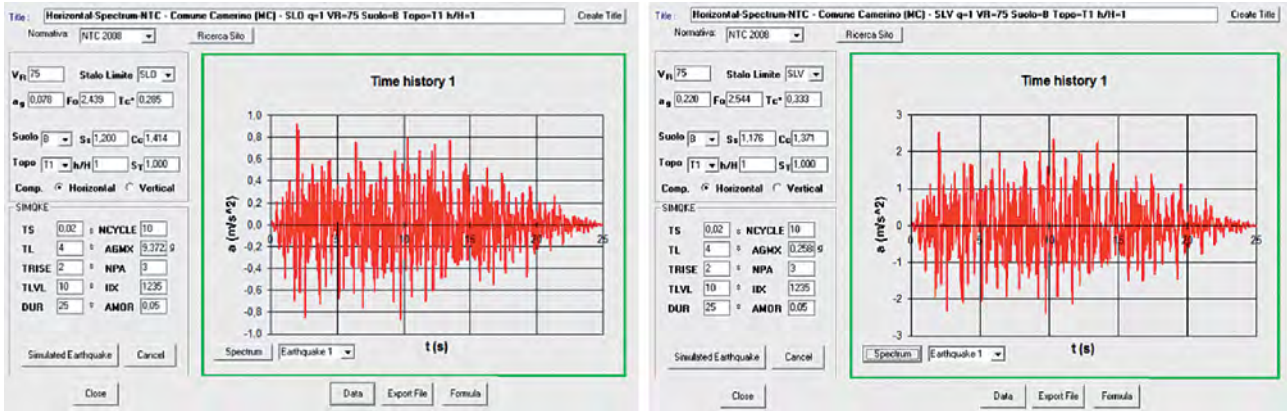 Title : Horizontal-Spectrum-NTC - Comune Camerino (MC) - SLD q=1 VR=75 Suolo=B Topo=T1 h/H=1 Create Title
Normativa: NTC 2008 Ricerca Sito
VR 75 Stato Limite SLD
ag 0,078 Fo 2,439 Tc* 0,285
Suolo B Ss 1,200 Cc 1,414
Topo T1 h/H 1 ST 1,000
Comp. Horizontal Vertical
SIMQKE
TS 0,02 s NCYCLE 10
TL 4 s AGMX 9,372 g
TRISE 2 s NPA 3
TLVL 10 s IIX 1235
DUR 25 s AMOR 0,05
Simulated Earthquake Cancel
Close
Time history 1
a (m/s^2)
1,0
0,8
0,6
0,4
0,2
0,0
-0,2
-0,4
-0,6
-0,8
-1,0
0 5 10 15 20 25
t (s)
Spectrum Earthquake 1
Data Export File Formula
Title : Horizontal-Spectrum-NTC - Comune Camerino (MC) - SLV q=1 VR=75 Suolo=B Topo=T1 h/H=1 Create Title
Normativa: NTC 2008 Ricerca Sito
VR 75 Stato Limite SLV
ag 0,220 Fo 2,544 Tc* 0,333
Suolo B Ss 1,176 Cc 1,371
Topo T1 h/H 1 ST 1,000
Comp. Horizontal Vertical
SIMQKE
TS 0,02 s NCYCLE 10
TL 4 s AGMX 0,258 g
TRISE 2 s NPA 3
TLVL 10 s IIX 1235
DUR 25 s AMOR 0,05
Simulated Earthquake Cancel
Close
Time history 1
a (m/s^2)
3
2
1
0
-1
-2
-3
0 5 10 15 20 25
t (s)
Spectrum Earthquake 1
Data Export File Formula